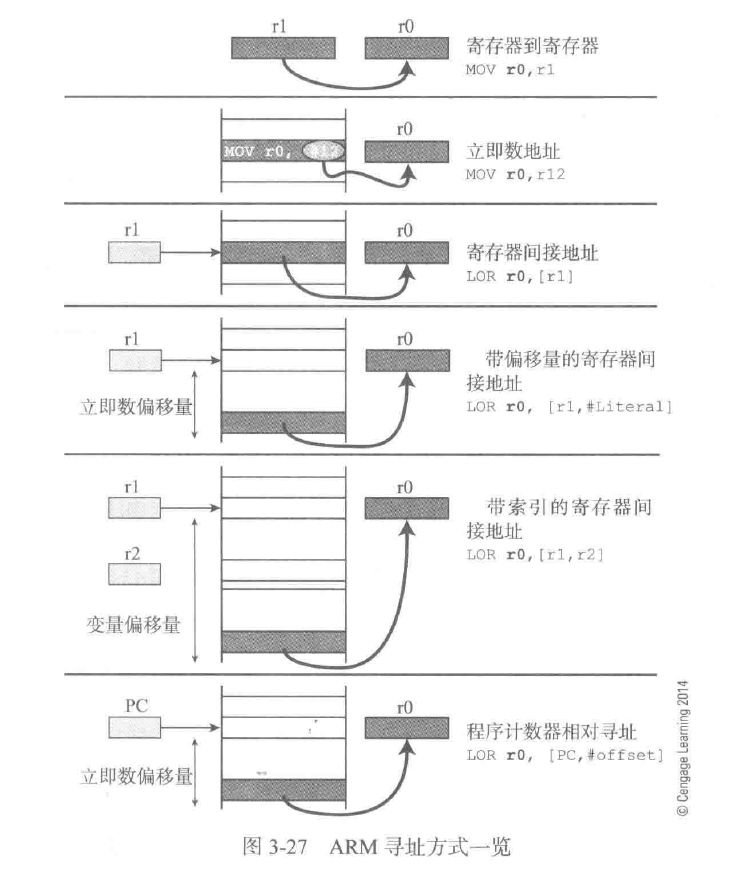 r1 r0 寄存器到寄存器
MOV r0,r1
r0
MOV r0, #12 立即数地址
MOV r0,r12
r1 r0 寄存器间接地址
LOR r0,[r1]
r1 r0 带偏移量的寄存器间
接地址
立即数偏移量 LOR r0, [r1,#Literal]
r1 r0 带索引的寄存器间
接地址
r2 LOR r0,[r1,r2]
变量偏移量
PC r0 程序计数器相对寻址
LOR r0, [PC,#offset]
立即数偏移量
© Cengage Learning 2014
图 3-27 ARM 寻址方式一览